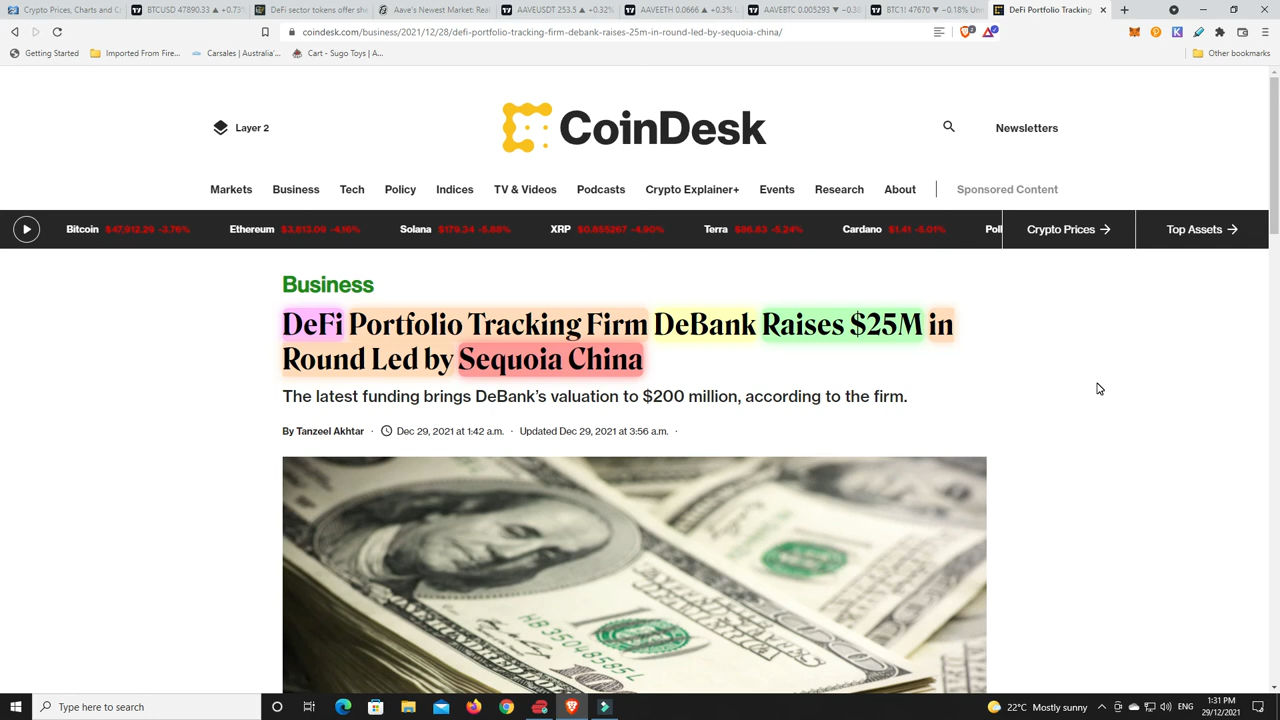 Crypto Prices, Charts and Cr
BTCUSD 47890.33 ▲ +0.73%
DeFi sector tokens offer sho
Aave's Newest Market: Real
AAVEUSDT 253.5 ▲ +0.32%
AAVEETH 0.0666 ▲ +0.3% U
AAVEBTC 0.005293 ▼ −0.38
BTC1! 47670 ▼ −0.18% Un
DeFi Portfolio Tracking
coindesk.com/business/2021/12/28/defi-portfolio-tracking-firm-debank-raises-25m-in-round-led-by-sequoia-china/
Getting Started
Imported From Fire...
Carsales | Australia'...
Cart - Sugo Toys | A...
Other bookmarks
Layer 2
CoinDesk
Newsletters
Markets
Business
Tech
Policy
Indices
TV & Videos
Podcasts
Crypto Explainer+
Events
Research
About
Sponsored Content
Bitcoin $47,912.29 -3.76%
Ethereum $3,813.09 -4.16%
Solana $179.34 -5.88%
XRP $0.855267 -4.90%
Terra $86.83 -5.24%
Cardano $1.41 -5.01%
Poll
Crypto Prices →
Top Assets →
Business
DeFi Portfolio Tracking Firm DeBank Raises $25M in
Round Led by Sequoia China
The latest funding brings DeBank's valuation to $200 million, according to the firm.
By Tanzeel Akhtar · Dec 29, 2021 at 1:42 a.m. · Updated Dec 29, 2021 at 3:56 a.m. ·
HB 35048585 L
100
Type here to search
22°C Mostly sunny
ENG
1:31 PM
29/12/2021